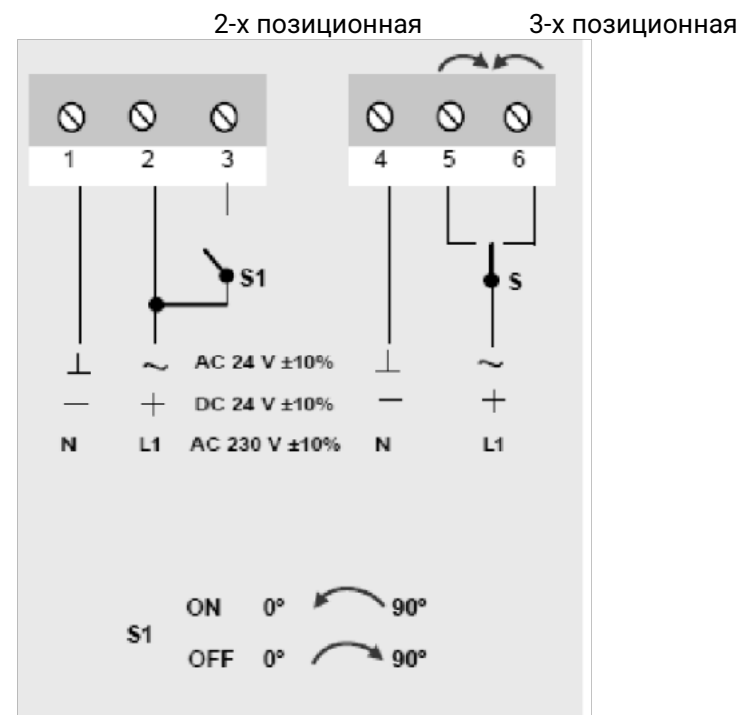 2-х позиционная 3-х позиционная
1 2 3 4 5 6
S1 S
⊥ ~ AC 24 V ±10% ⊥ ~
— + DC 24 V ±10% — +
N L1 AC 230 V ±10% N L1
ON 0° 90°
S1
OFF 0° 90°